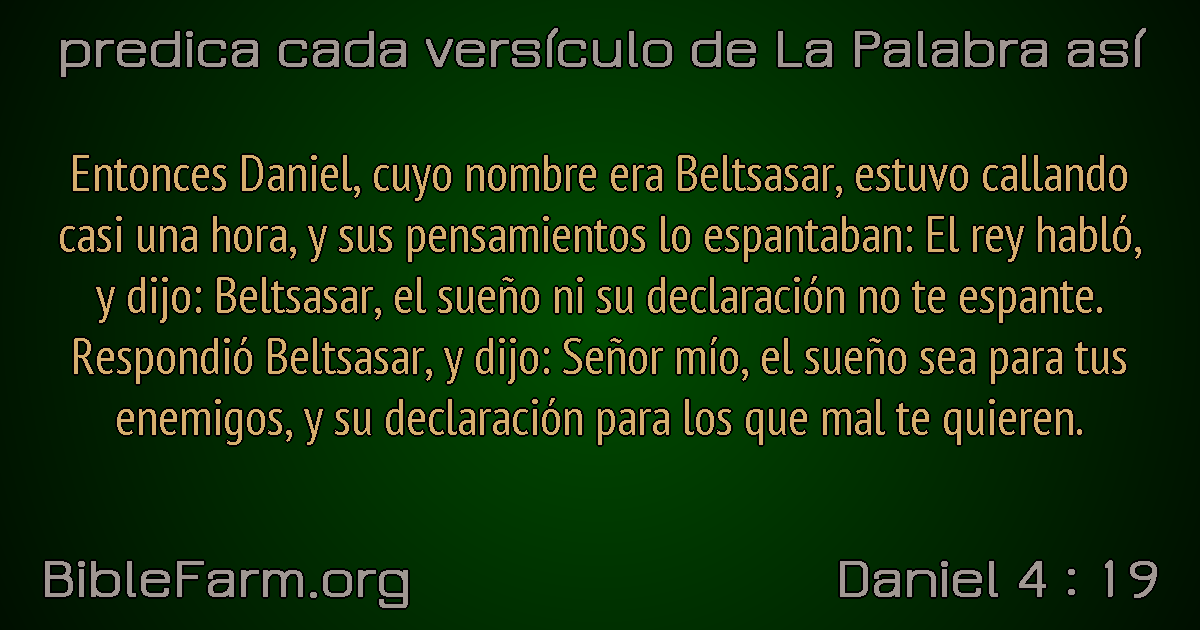 predica cada versículo de La Palabra así
Entonces Daniel, cuyo nombre era Beltsasar, estuvo callando
casi una hora, y sus pensamientos lo espantaban: El rey habló,
y dijo: Beltsasar, el sueño ni su declaración no te espante.
Respondió Beltsasar, y dijo: Señor mío, el sueño sea para tus
enemigos, y su declaración para los que mal te quieren.
BibleFarm.org
Daniel 4 : 19